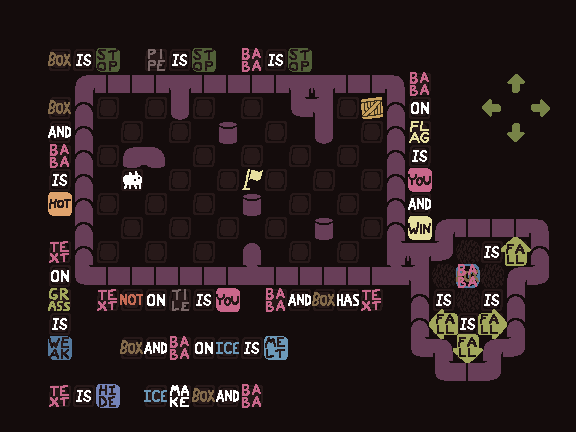 BOX IS STOP
PIPE IS STOP
BABA IS STOP
BOX AND BABA IS HOT
BABA ON FLAG IS YOU AND WIN
TEXT ON GRASS IS WEAK
TEXT NOT ON TILE IS YOU
BABA AND BOX HAS TEXT
BOX AND BABA ON ICE IS MELT
TEXT IS HIDE
ICE MAKE BOX AND BABA
IS FALL
BABA
IS IS
FALL IS FALL
FALL